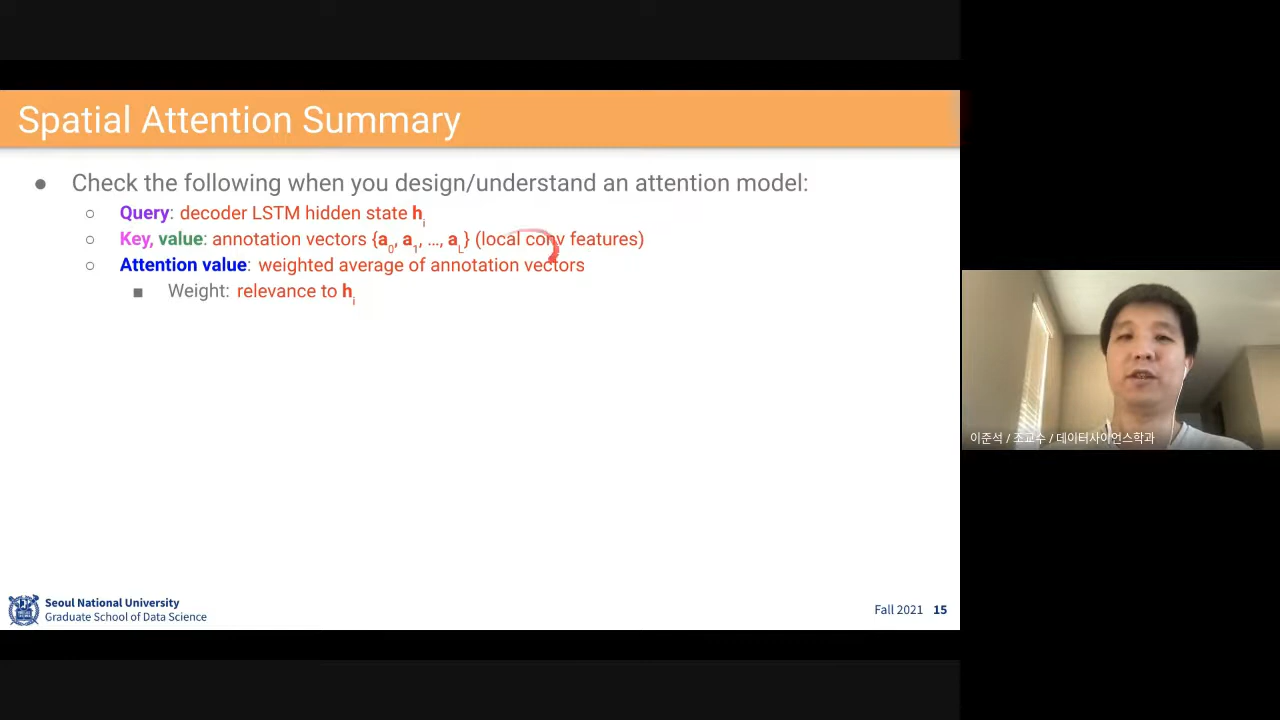 Spatial Attention Summary
● Check the following when you design/understand an attention model:
○ Query: decoder LSTM hidden state hᵢ
○ Key, value: annotation vectors {a₀, a₁, …, a_L} (local conv features)
○ Attention value: weighted average of annotation vectors
■ Weight: relevance to hᵢ
이준석 / 조교수 / 데이터사이언스학과
Seoul National University
Graduate School of Data Science
Fall 2021 15